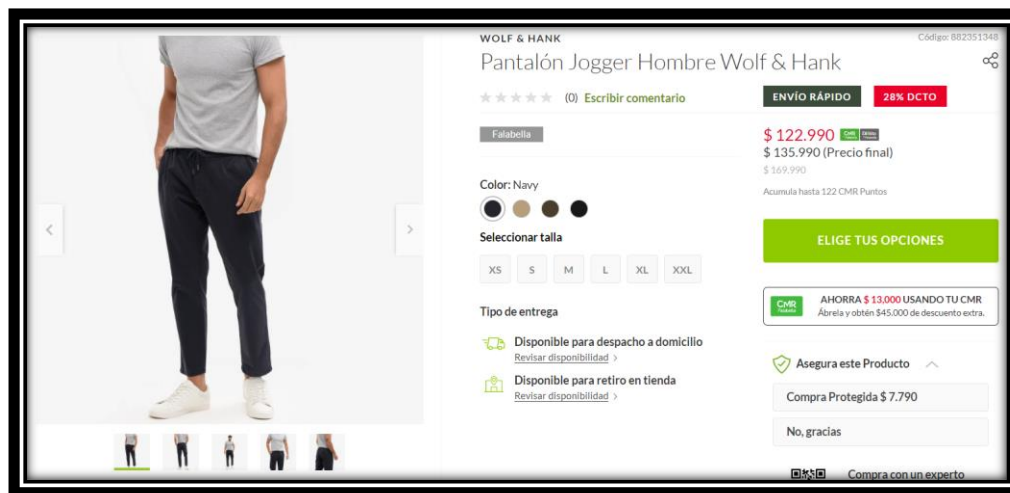 WOLF & HANK
Código: 882351348
Pantalón Jogger Hombre Wolf & Hank
(0) Escribir comentario
ENVÍO RÁPIDO
28% DCTO
Falabella
$ 122.990 CMR
$ 135.990 (Precio final)
$ 169.990
Acumula hasta 122 CMR Puntos
Color: Navy
Seleccionar talla
XS S M L XL XXL
ELIGE TUS OPCIONES
CMR
AHORRA $ 13,000 USANDO TU CMR
Ábrela y obtén $45.000 de descuento extra.
Tipo de entrega
Disponible para despacho a domicilio
Revisar disponibilidad >
Disponible para retiro en tienda
Revisar disponibilidad >
Asegura este Producto
Compra Protegida $ 7.790
No, gracias
Compra con un experto